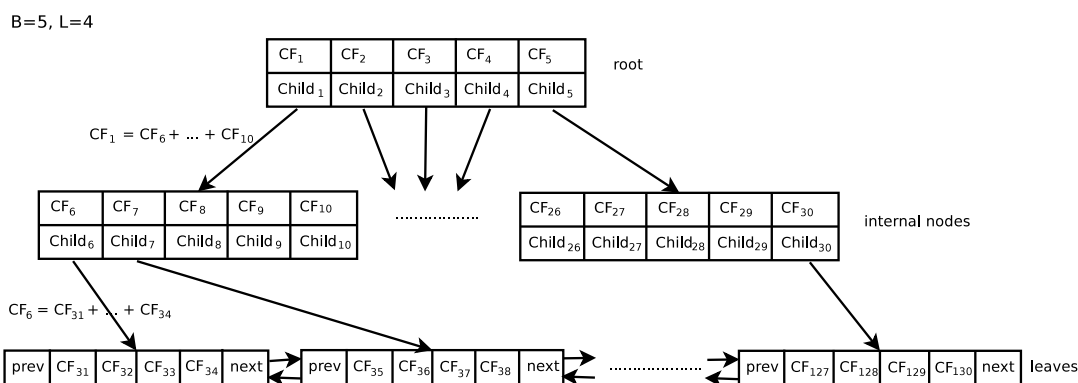 B=5, L=4
CF1 CF2 CF3 CF4 CF5
Child1 Child2 Child3 Child4 Child5
root
CF1 = CF6 + ... + CF10
CF6 CF7 CF8 CF9 CF10
Child6 Child7 Child8 Child9 Child10
CF26 CF27 CF28 CF29 CF30
Child26 Child27 Child28 Child29 Child30
internal nodes
CF6 = CF31 + ... + CF34
prev CF31 CF32 CF33 CF34 next
prev CF35 CF36 CF37 CF38 next
prev CF127 CF128 CF129 CF130 next
leaves